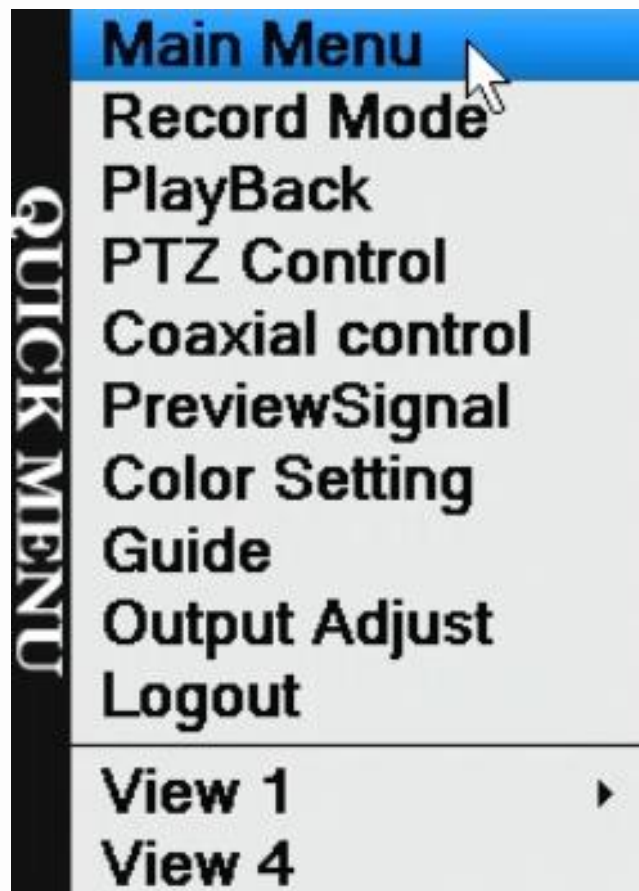 QUICK MENU
Main Menu
Record Mode
PlayBack
PTZ Control
Coaxial control
PreviewSignal
Color Setting
Guide
Output Adjust
Logout
View 1
View 4